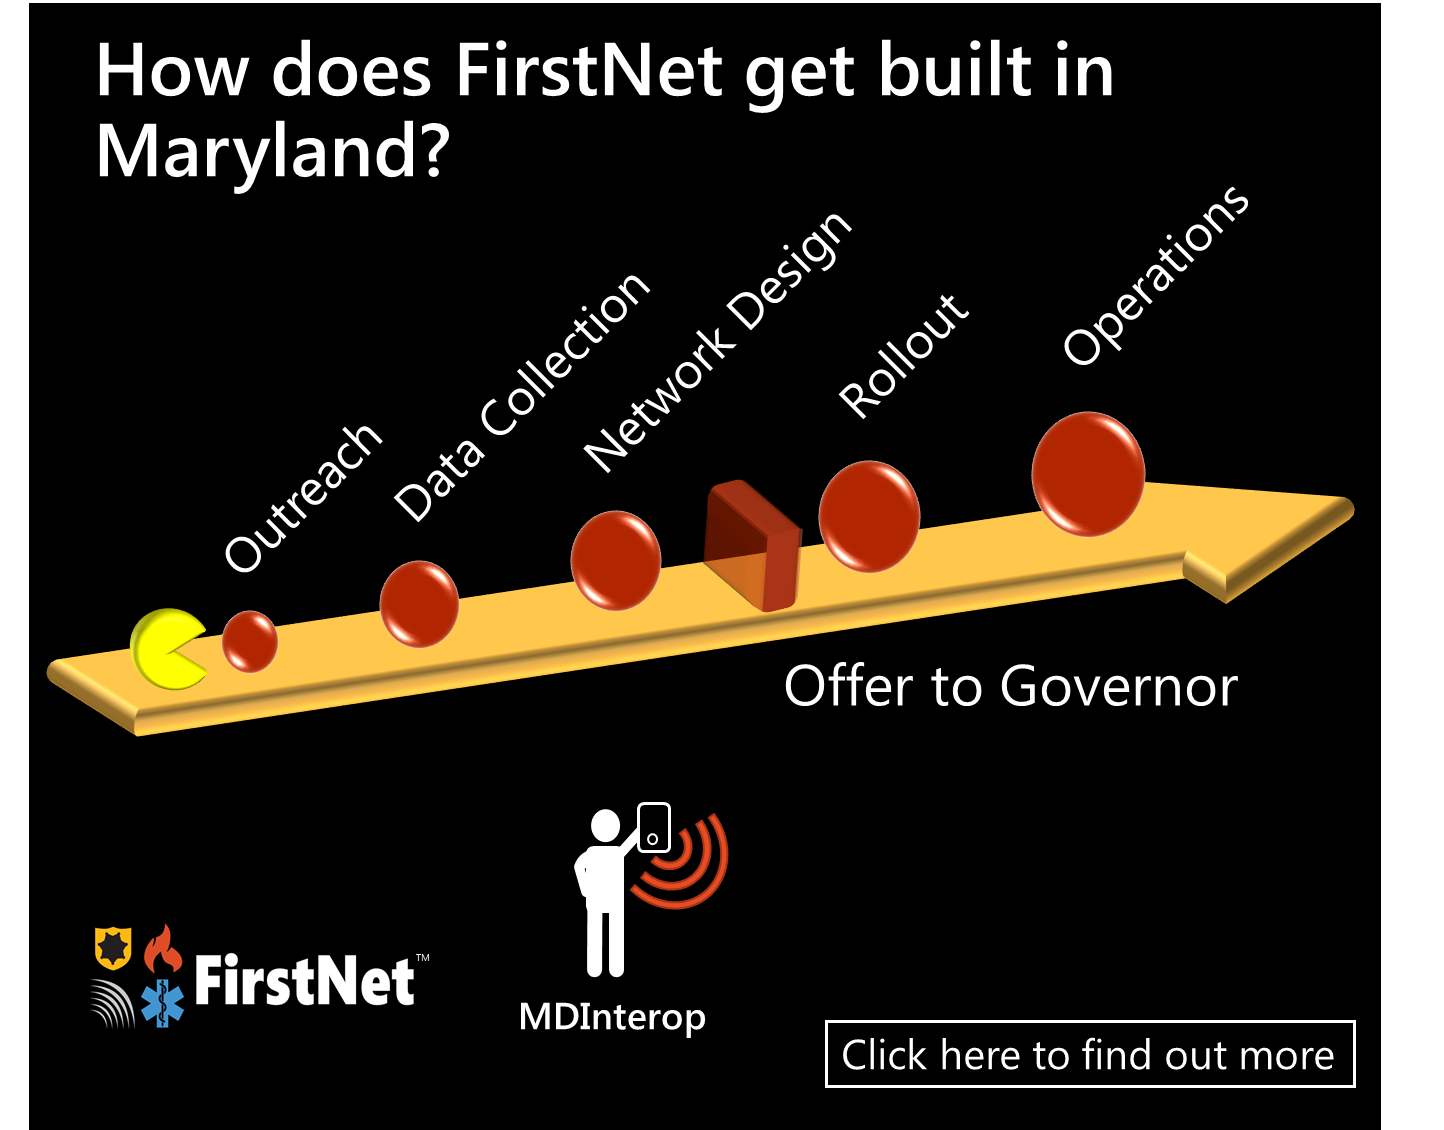 How does FirstNet get built in
Maryland?
Outreach
Data Collection
Network Design
Rollout
Operations
Offer to Governor
FirstNet™
MDInterop
Click here to find out more